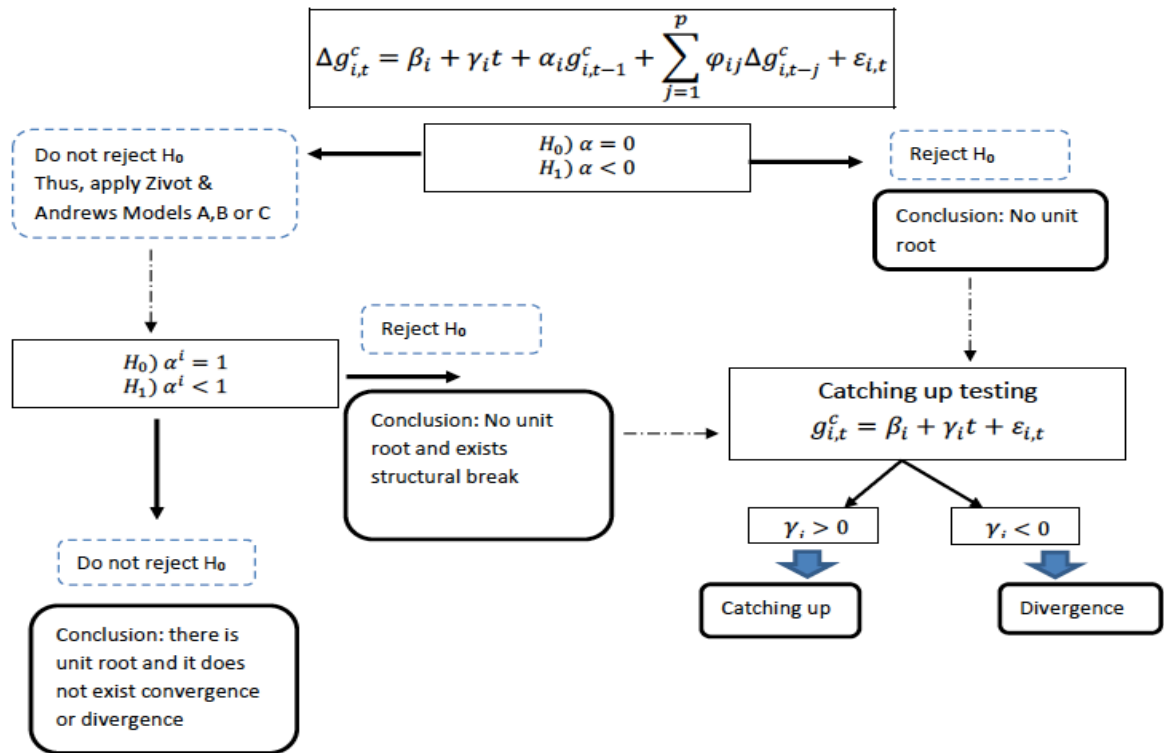 Δg^c_{i,t} = β_i + γ_i t + α_i g^c_{i,t−1} + ∑_{j=1}^{p} φ_{ij} Δg^c_{i,t−j} + ε_{i,t}
H₀) α = 0
H₁) α < 0
Do not reject H₀
Thus, apply Zivot &
Andrews Models A,B or C
Reject H₀
Conclusion: No unit
root
Reject H₀
H₀) α^i = 1
H₁) α^i < 1
Conclusion: No unit
root and exists
structural break
Catching up testing
g^c_{i,t} = β_i + γ_i t + ε_{i,t}
γ_i > 0
γ_i < 0
Catching up
Divergence
Do not reject H₀
Conclusion: there is
unit root and it does
not exist convergence
or divergence